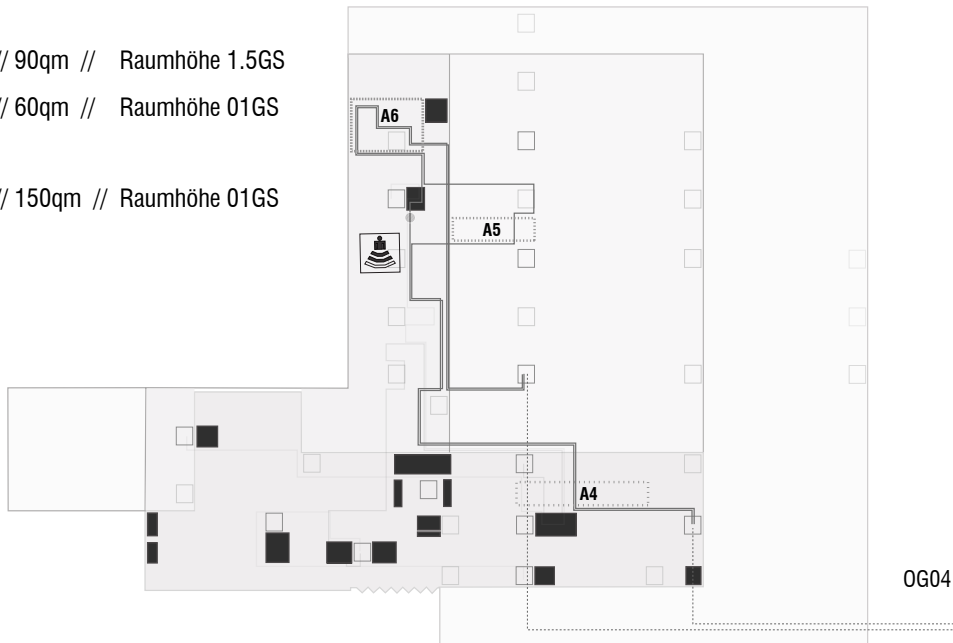 // 90qm // Raumhöhe 1.5GS
// 60qm // Raumhöhe 01GS
A6
// 150qm // Raumhöhe 01GS
A5
A4
OG04